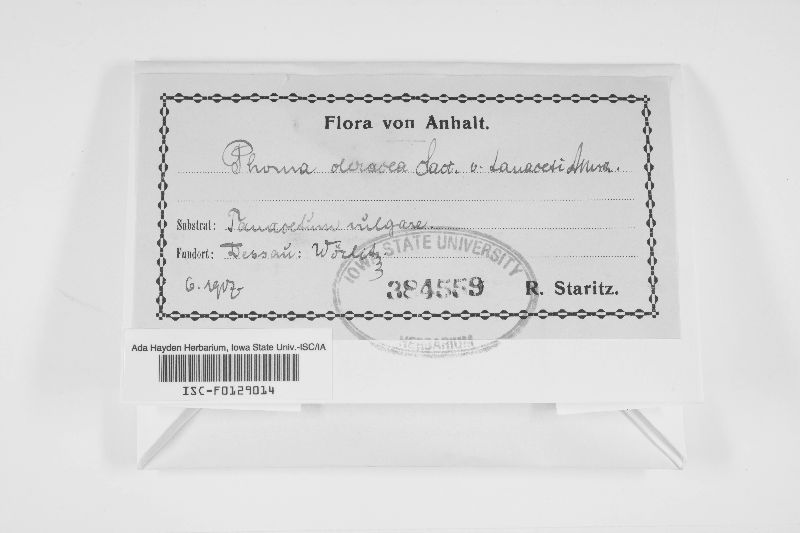 Flora von Anhalt.
Phoma oleracea Sacc. v. tanaceti
Substrat: Tanacetum vulgare.
Fundort: Dessau: Wörlitz
6. 1907
R. Staritz.
IOWA STATE UNIVERSITY
384559
HERBARIUM
Ada Hayden Herbarium, Iowa State Univ.-ISC/IA
ISC-F0129014